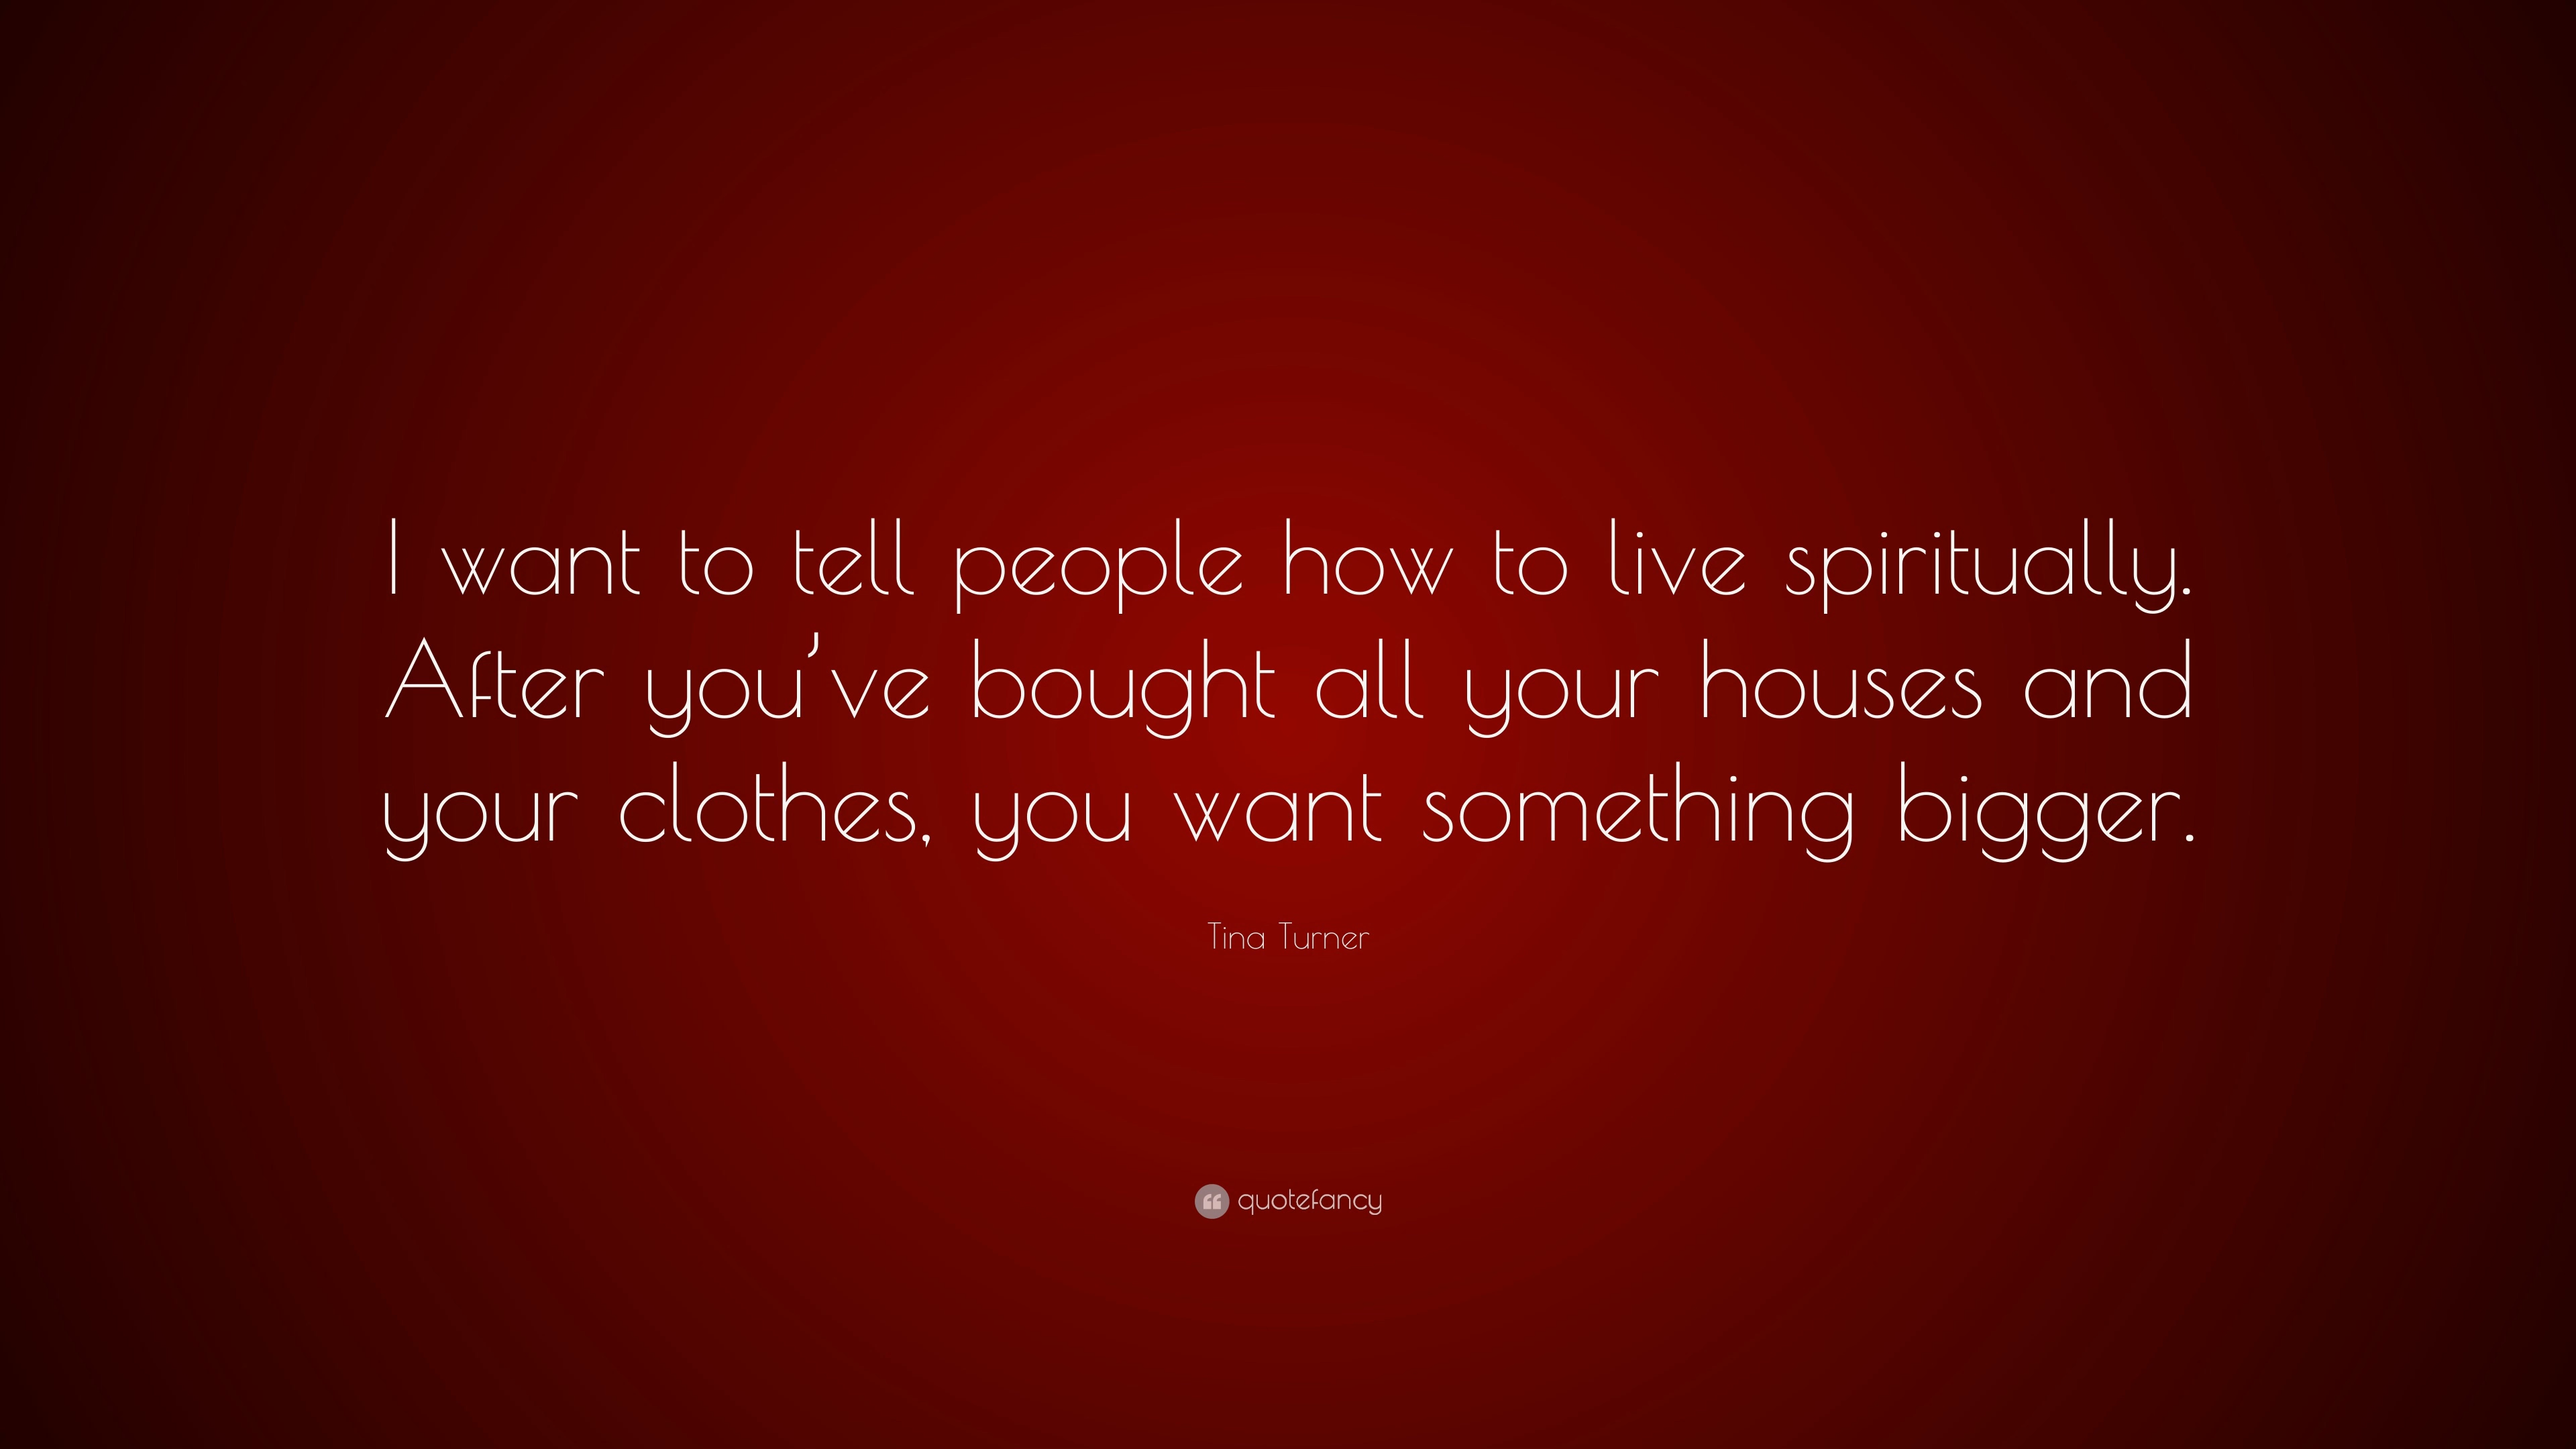 I want to tell people how to live spiritually.
After you’ve bought all your houses and
your clothes, you want something bigger.
Tina Turner
quotefancy